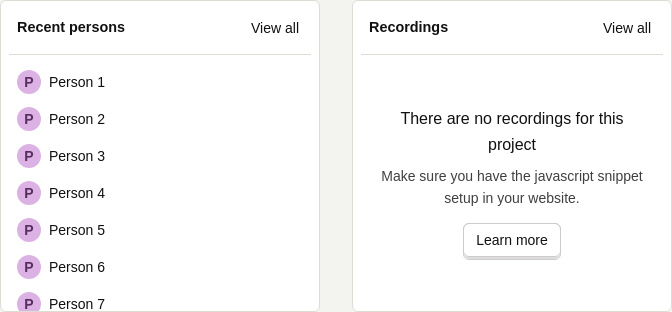 Recent persons View all
P Person 1
P Person 2
P Person 3
P Person 4
P Person 5
P Person 6
P Person 7
Recordings View all
There are no recordings for this
project
Make sure you have the javascript snippet
setup in your website.
Learn more